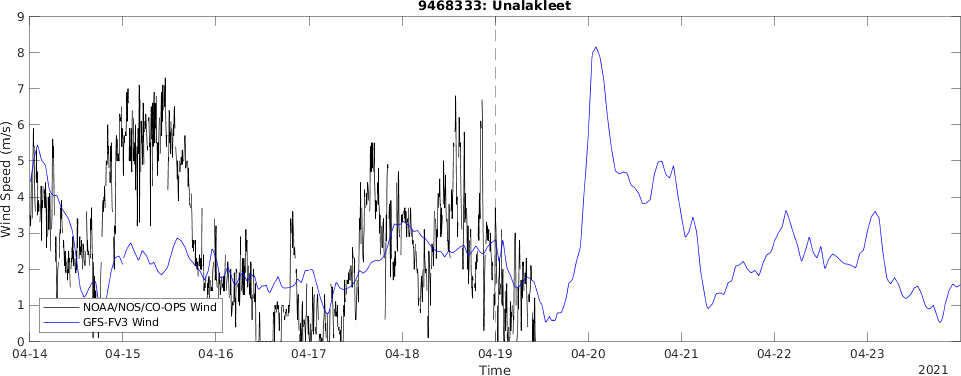 9468333: Unalakleet
9
8
7
6
5
4
3
2
1
0
Wind Speed (m/s)
NOAA/NOS/CO-OPS Wind
GFS-FV3 Wind
04-14 04-15 04-16 04-17 04-18 04-19 04-20 04-21 04-22 04-23
Time
2021